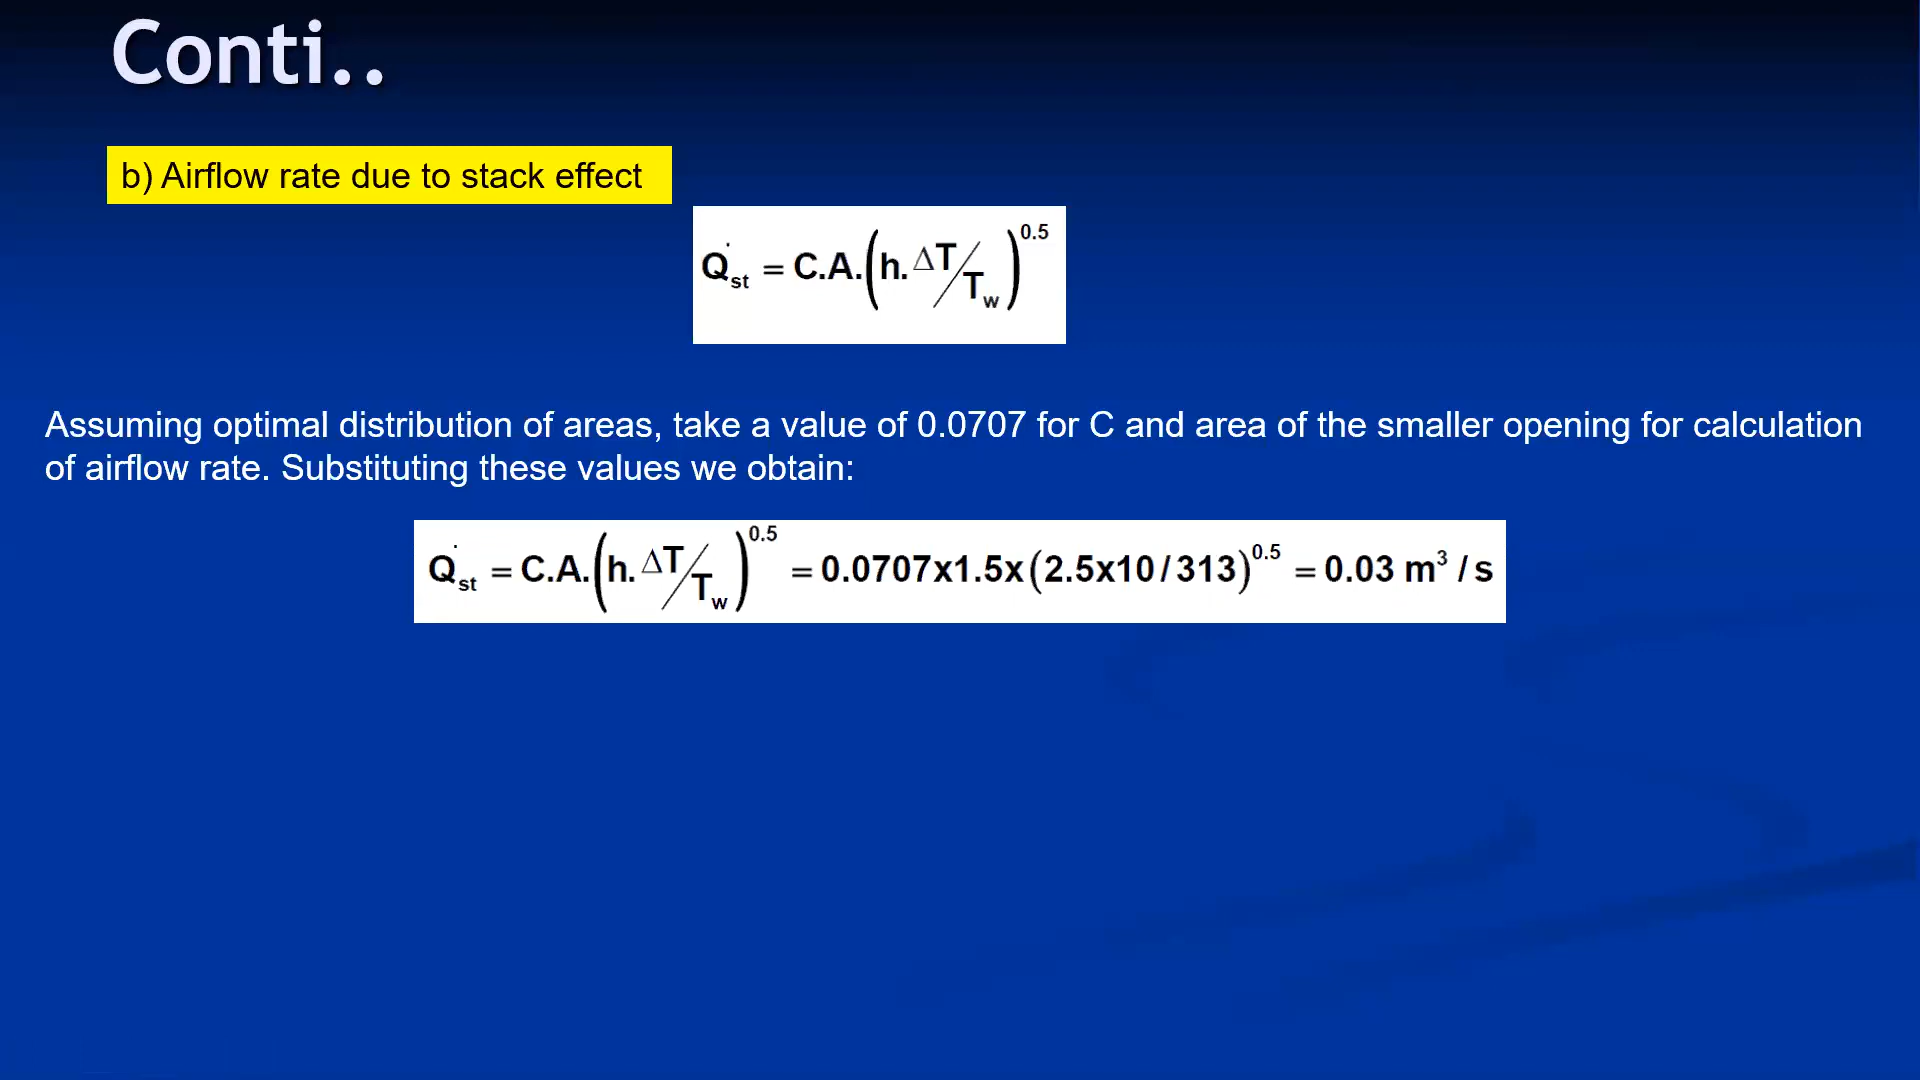 Conti..
b) Airflow rate due to stack effect
Q̇st = C.A.(h.ΔT/Tw)^0.5
Assuming optimal distribution of areas, take a value of 0.0707 for C and area of the smaller opening for calculation
of airflow rate. Substituting these values we obtain:
Q̇st = C.A.(h.ΔT/Tw)^0.5 = 0.0707x1.5x(2.5x10/313)^0.5 = 0.03 m³/s